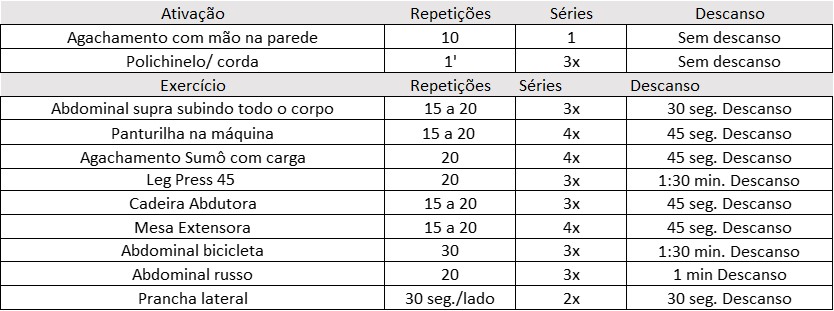 Ativação Repetições Séries Descanso
Agachamento com mão na parede 10 1 Sem descanso
Polichinelo/ corda 1' 3x Sem descanso
Exercício Repetições Séries Descanso
Abdominal supra subindo todo o corpo 15 a 20 3x 30 seg. Descanso
Panturilha na máquina 15 a 20 4x 45 seg. Descanso
Agachamento Sumô com carga 20 4x 45 seg. Descanso
Leg Press 45 20 3x 1:30 min. Descanso
Cadeira Abdutora 15 a 20 3x 45 seg. Descanso
Mesa Extensora 15 a 20 4x 45 seg. Descanso
Abdominal bicicleta 30 3x 1:30 min. Descanso
Abdominal russo 20 3x 1 min Descanso
Prancha lateral 30 seg./lado 2x 30 seg. Descanso